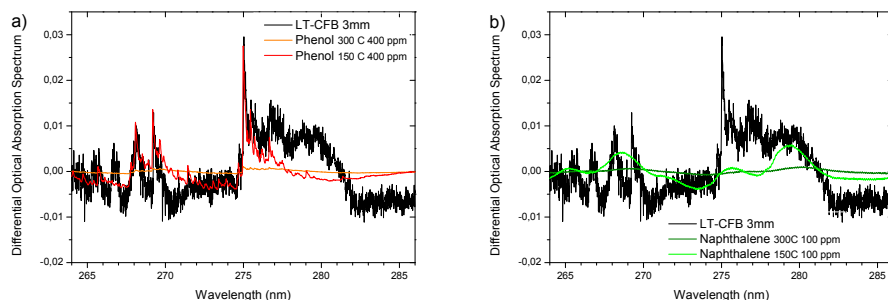 a)
Differential Optical Absorption Spectrum
0,03
0,02
0,01
0,00
-0,01
-0,02
LT-CFB 3mm
Phenol 300 C 400 ppm
Phenol 150 C 400 ppm
265 270 275 280 285
Wavelength (nm)
b)
Differential Optical Absorption Spectrum
0,03
0,02
0,01
0,00
-0,01
-0,02
LT-CFB 3mm
Naphthalene 300C 100 ppm
Naphthalene 150C 100 ppm
265 270 275 280 285
Wavelength (nm)